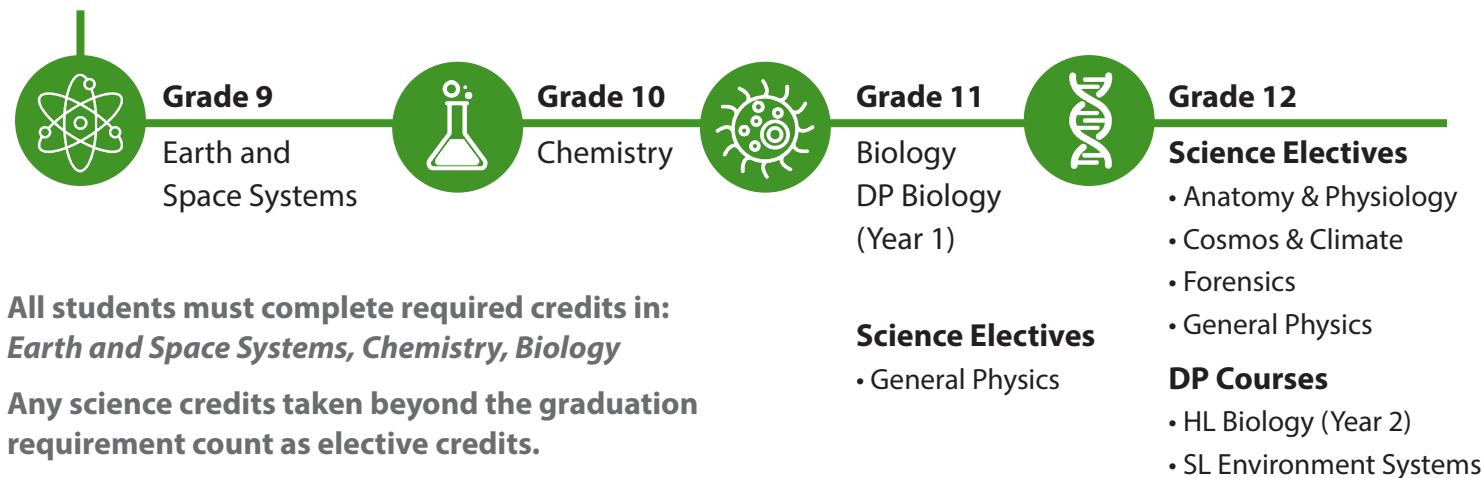 Grade 9
Earth and
Space Systems
Grade 10
Chemistry
Grade 11
Biology
DP Biology
(Year 1)
Science Electives
• General Physics
Grade 12
Science Electives
• Anatomy & Physiology
• Cosmos & Climate
• Forensics
• General Physics
DP Courses
• HL Biology (Year 2)
• SL Environment Systems
All students must complete required credits in:
Earth and Space Systems, Chemistry, Biology
Any science credits taken beyond the graduation
requirement count as elective credits.